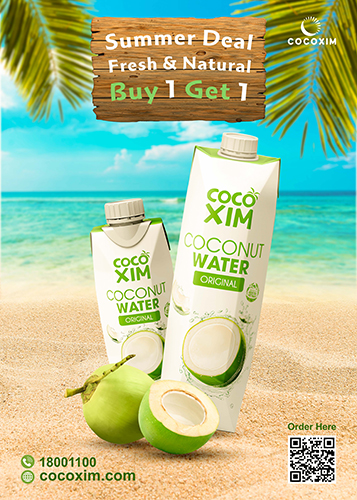 Summer Deal
Fresh & Natural
Buy 1 Get 1
COCOXIM
COCO
XIM
COCONUT
WATER
ORIGINAL
COCO
XIM
COCONUT
WATER
ORIGINAL
Order Here
18001100
cocoxim.com